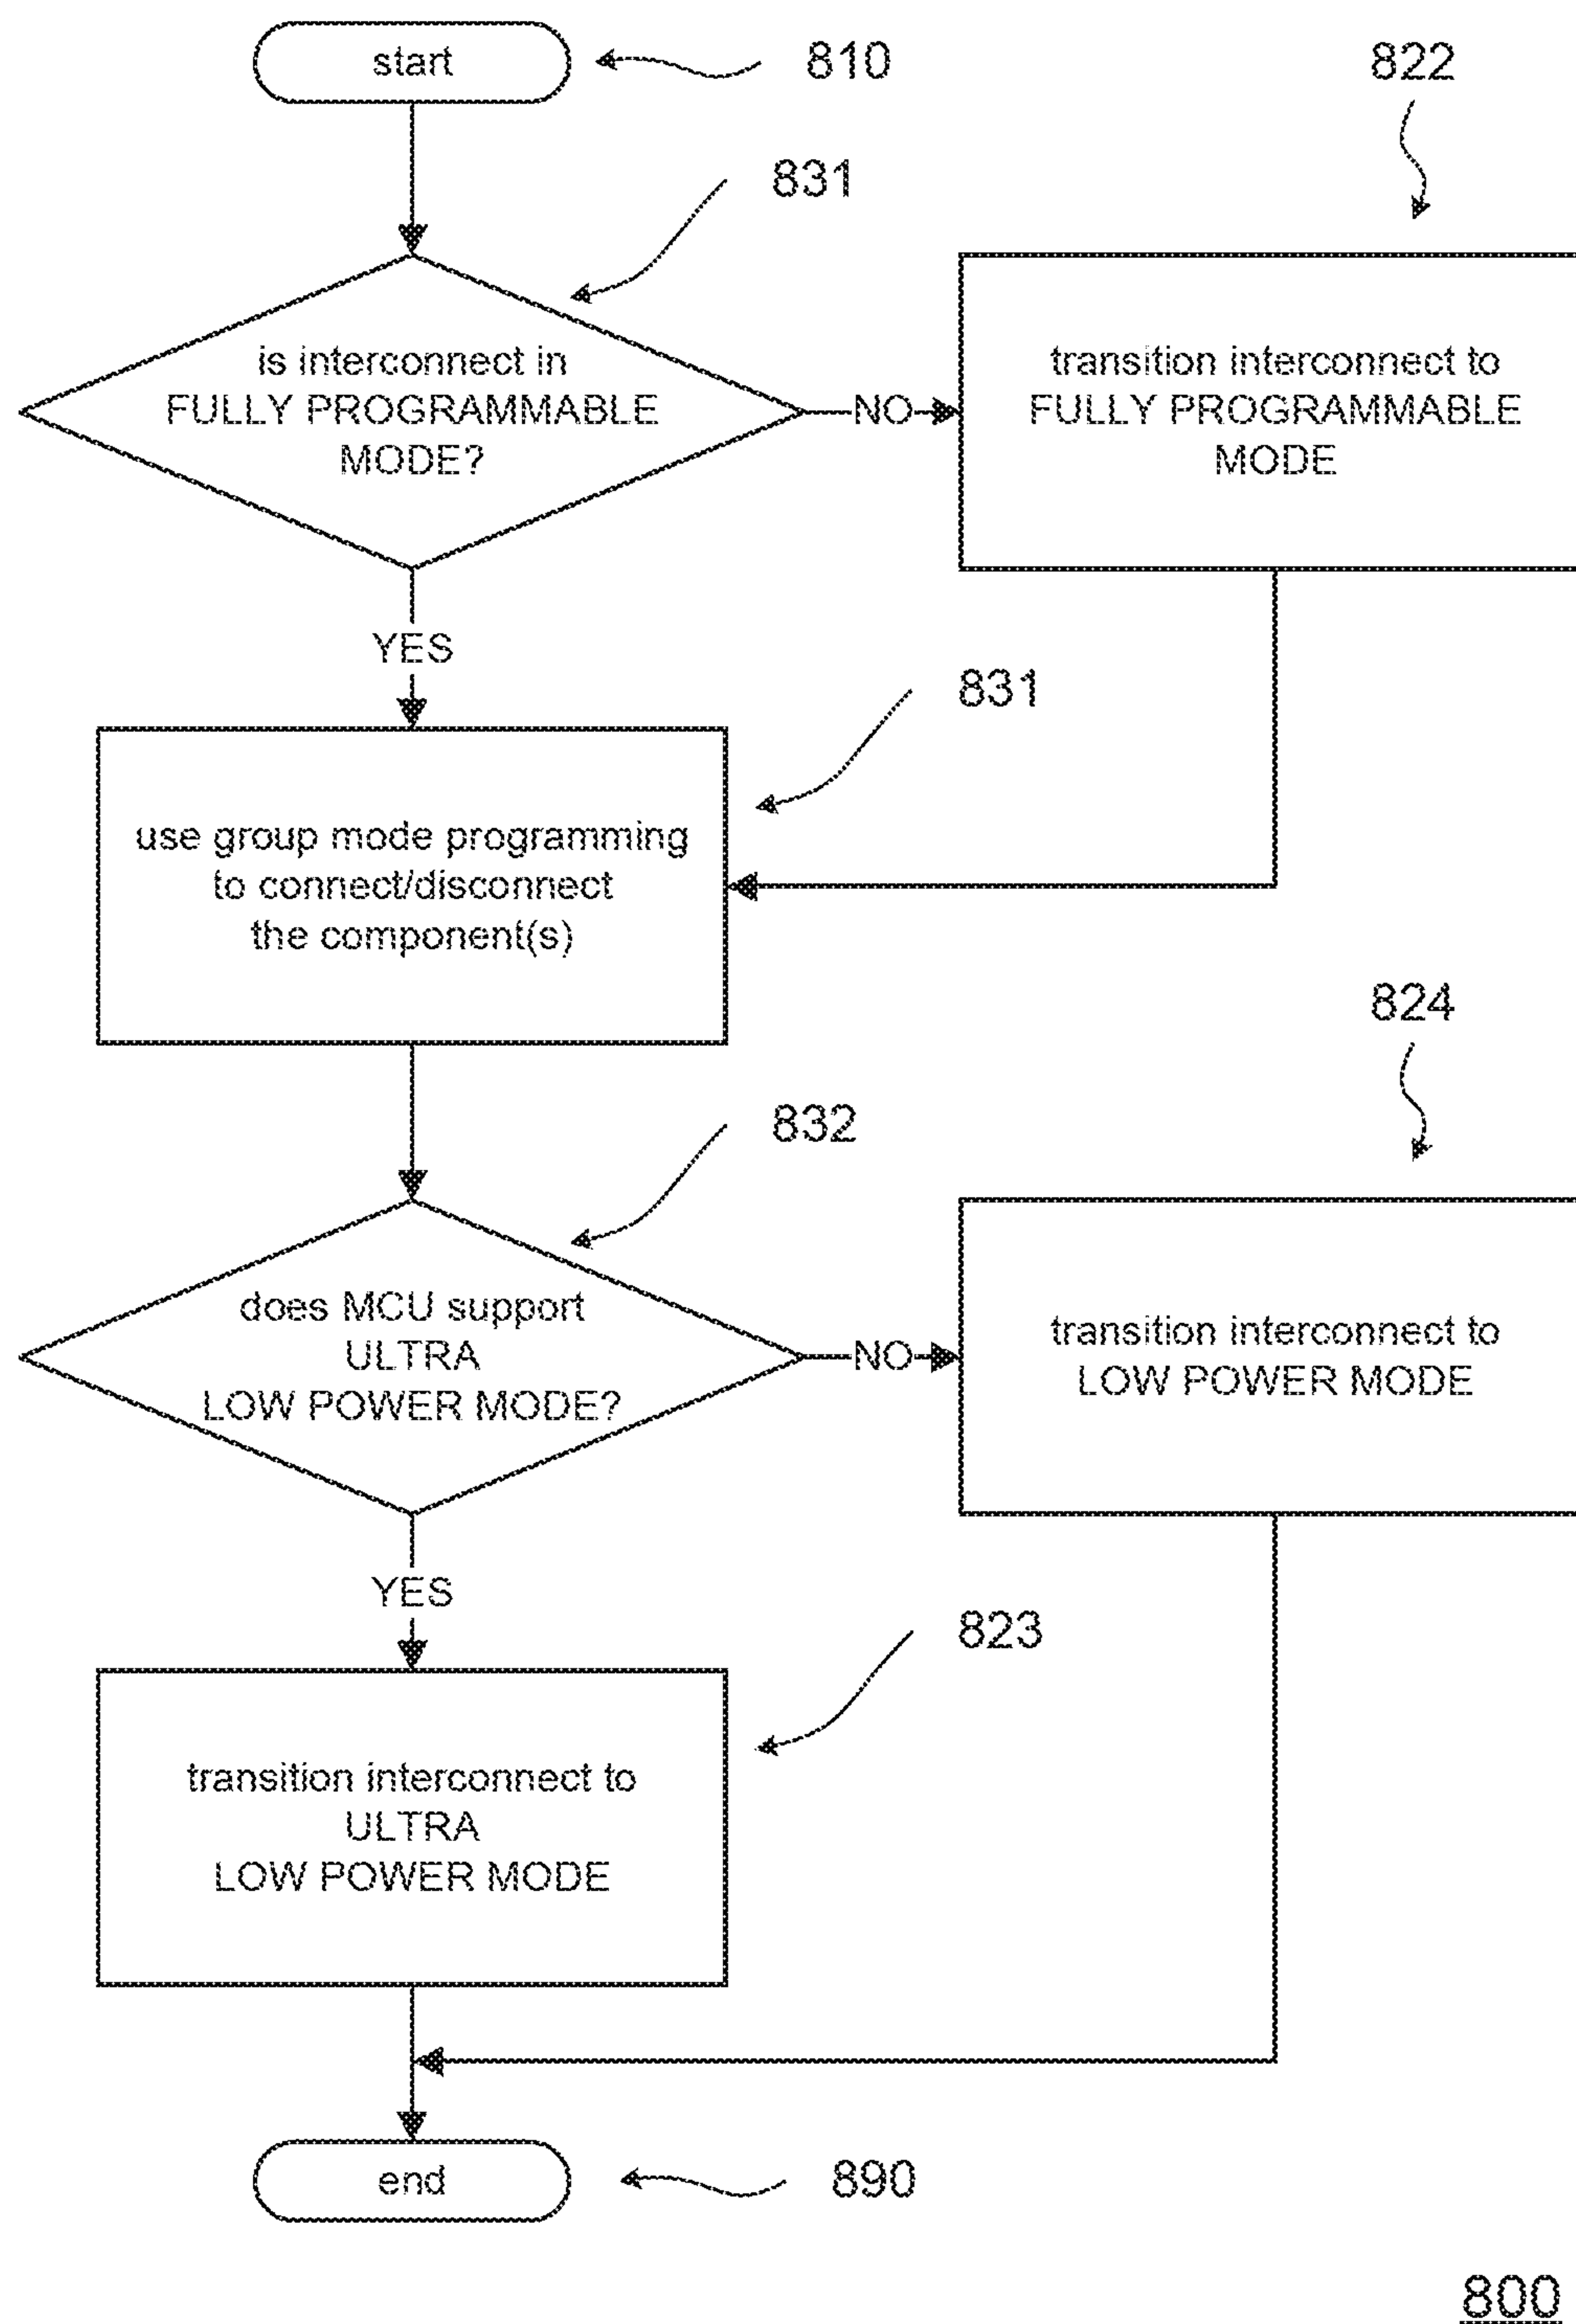 start
810
822
831
is interconnect in
FULLY PROGRAMMABLE
MODE?
NO
transition interconnect to
FULLY PROGRAMMABLE
MODE
YES
831
use group mode programming
to connect/disconnect
the component(s)
824
832
does MCU support
ULTRA
LOW POWER MODE?
NO
transition interconnect to
LOW POWER MODE
YES
823
transition interconnect to
ULTRA
LOW POWER MODE
end
890
800